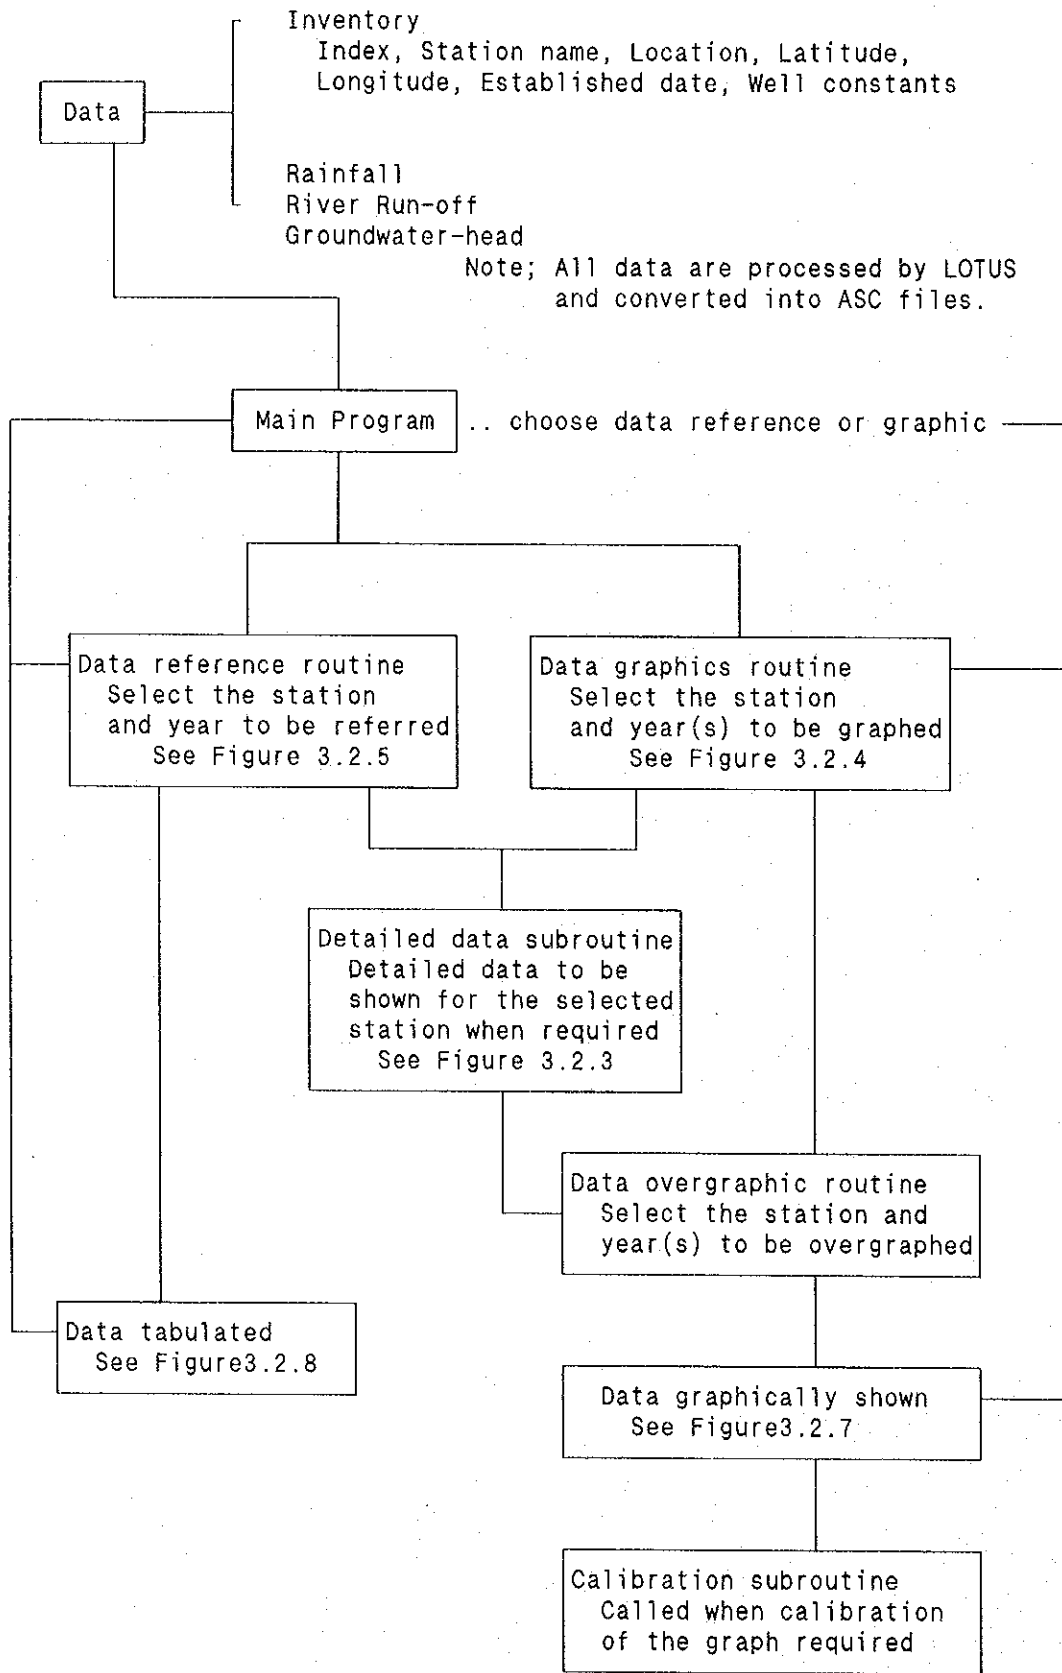 Inventory
Index, Station name, Location, Latitude,
Longitude, Established date, Well constants
Data
Rainfall
River Run-off
Groundwater-head
Note; All data are processed by LOTUS
and converted into ASC files.
Main Program .. choose data reference or graphic
Data reference routine
Select the station
and year to be referred
See Figure 3.2.5
Data graphics routine
Select the station
and year(s) to be graphed
See Figure 3.2.4
Detailed data subroutine
Detailed data to be
shown for the selected
station when required
See Figure 3.2.3
Data overgraphic routine
Select the station and
year(s) to be overgraphed
Data tabulated
See Figure3.2.8
Data graphically shown
See Figure3.2.7
Calibration subroutine
Called when calibration
of the graph required